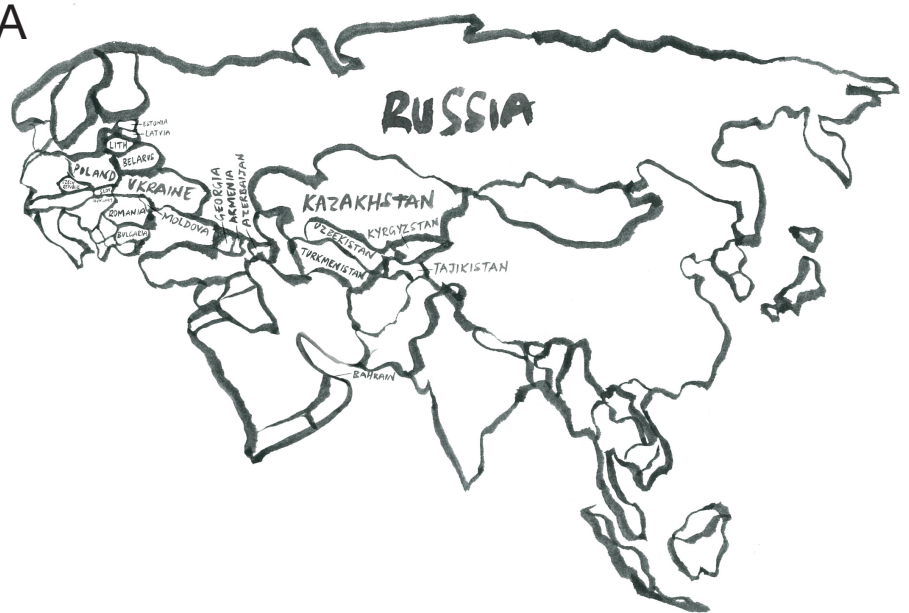 A
RUSSIA
ESTONIA
LATVIA
LITH
BELARUS
POLAND
UKRAINE
GEORGIA
ARMENIA
AZERBAIJAN
KAZAKHSTAN
ROMANIA
MOLDOVA
BULGARIA
UZBEKISTAN
KYRGYZSTAN
TURKMENISTAN
TAJIKISTAN
BAHRAIN